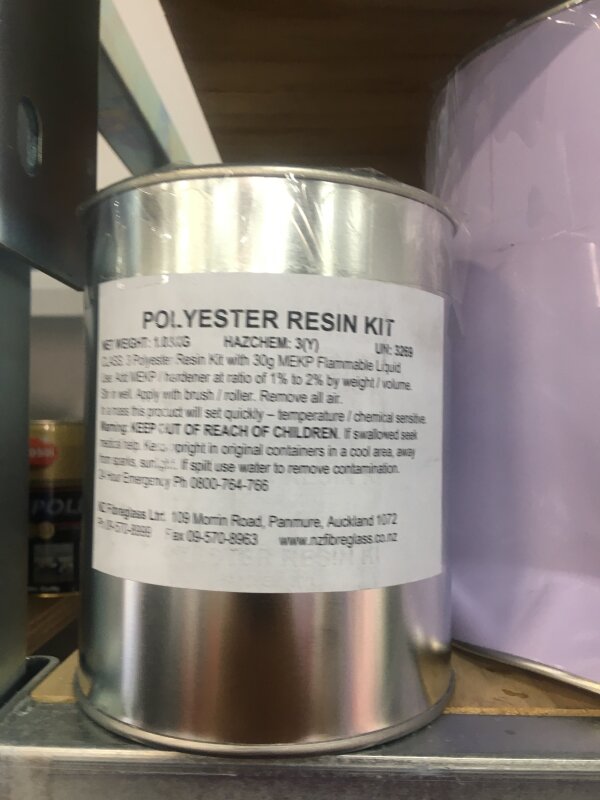 POLYESTER RESIN KIT
NET WEIGHT: HAZCHEM: 3(Y) UN: 3269
CLASS: 3 Polyester Resin Kit with 30g MEKP Flammable Liquid
Use: Add MEKP / hardener at ratio of 1% to 2% by weight / volume.
Stir in well. Apply with brush / roller. Remove all air.
In a mass this product will set quickly – temperature / chemical sensitive.
Warning: KEEP OUT OF REACH OF CHILDREN. If swallowed seek
medical help. Keep upright in original containers in a cool area, away
from sparks, sunlight. If spilt use water to remove contamination.
24 Hour Emergency Ph 0800-764-766
NZ Fibreglass Ltd. 109 Morrin Road, Panmure, Auckland 1072
Ph 09-570-8999 Fax 09-570-8963 www.nzfibreglass.co.nz